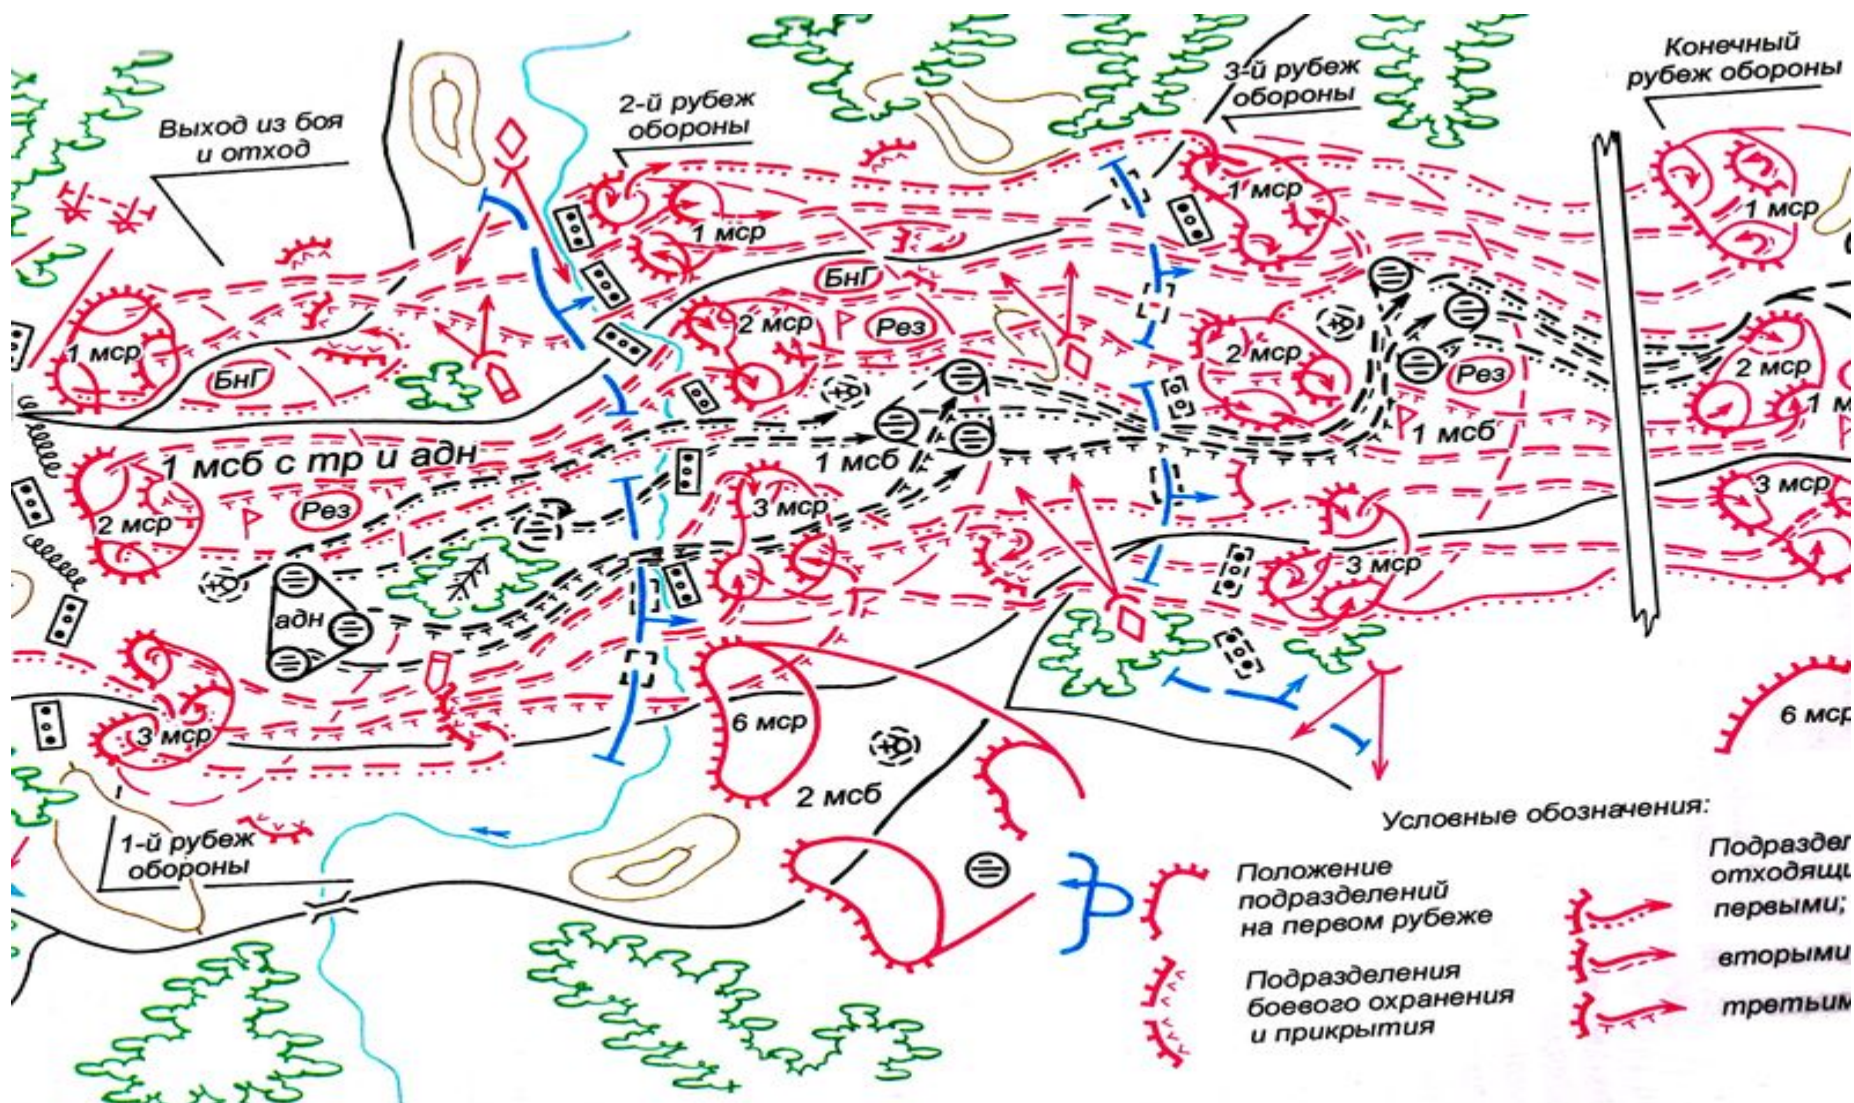 Конечный
рубеж обороны
3-й рубеж
обороны
2-й рубеж
обороны
Выход из боя
и отход
1 мср
1 мср
1 мср
1 мср
БнГ
2 мср
Рез
2 мср
Рез
2 мср
БнГ
1 мсб
1 мсб с тр и адн
1 мсб
3 мср
3 мср
2 мср
Рез
3 мср
адн
3 мср
6 мср
6 мср
2 мсб
1-й рубеж
обороны
Условные обозначения:
Положение
подразделений
на первом рубеже
Подразделения
боевого охранения
и прикрытия
первыми;
вторыми